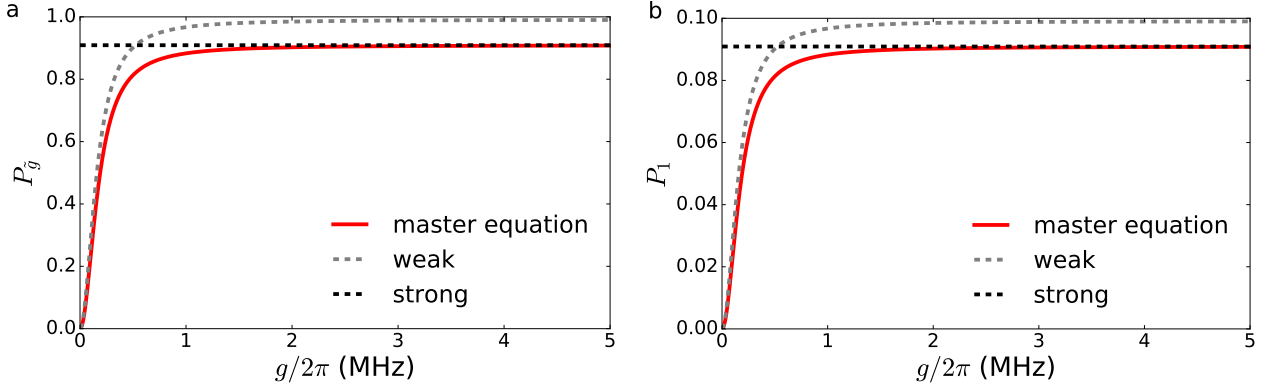 a
1.0
0.8
0.6
0.4
0.2
0.0
P_g̃
master equation
weak
strong
0 1 2 3 4 5
g/2π (MHz)
b
0.10
0.08
0.06
0.04
0.02
0.00
P_1
master equation
weak
strong
0 1 2 3 4 5
g/2π (MHz)